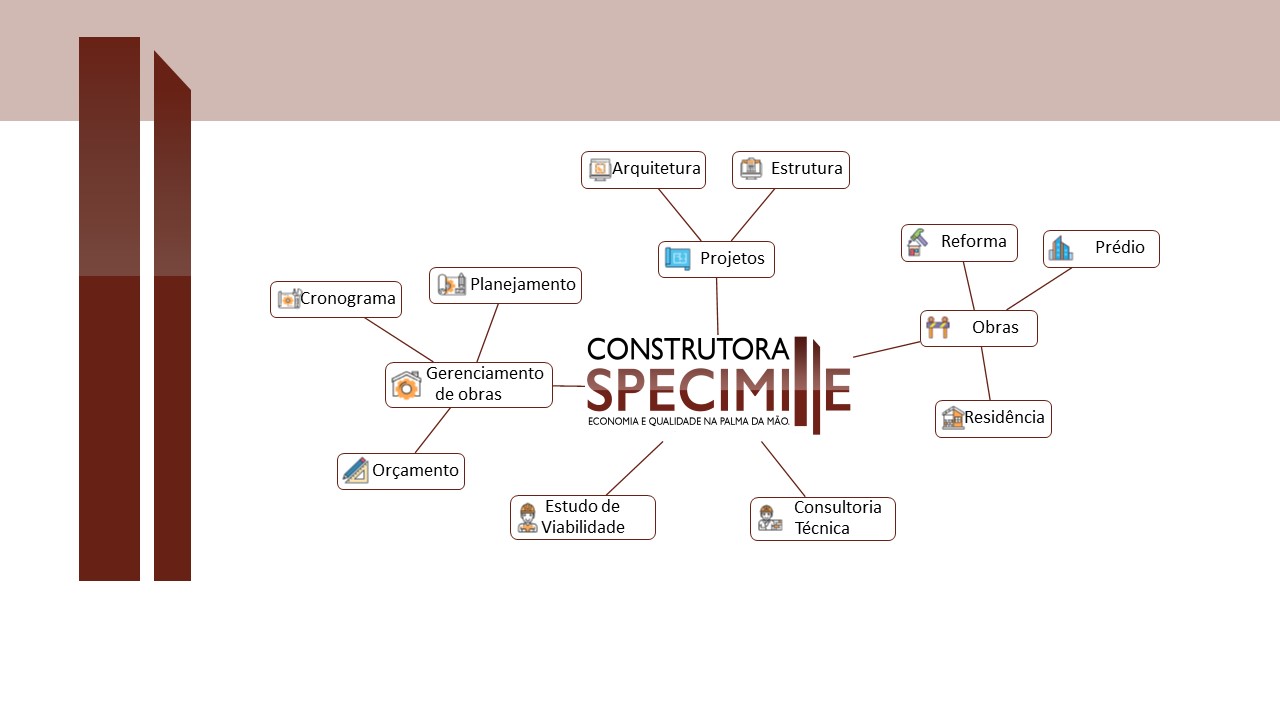 Arquitetura
Estrutura
Projetos
Reforma
Prédio
Obras
Residência
Cronograma
Planejamento
Gerenciamento
de obras
Orçamento
CONSTRUTORA
SPECIMIIIE
ECONOMIA E QUALIDADE NA PALMA DA MÃO.
Estudo de
Viabilidade
Consultoria
Técnica